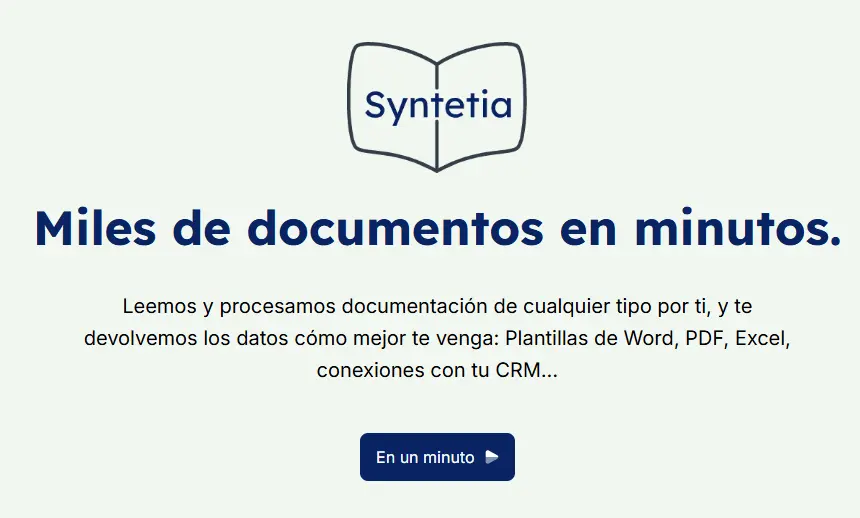 Syntetia
Miles de documentos en minutos.
Leemos y procesamos documentación de cualquier tipo por ti, y te
devolvemos los datos cómo mejor te venga: Plantillas de Word, PDF, Excel,
conexiones con tu CRM...
En un minuto